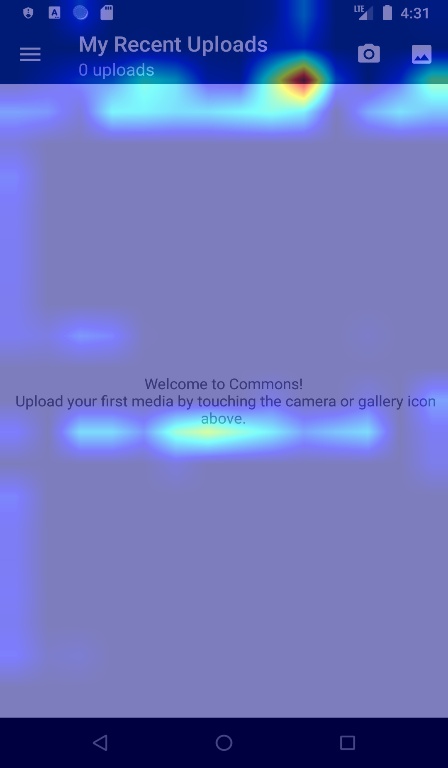 LTE 4:31
My Recent Uploads
0 uploads
Welcome to Commons!
Upload your first media by touching the camera or gallery icon
above.